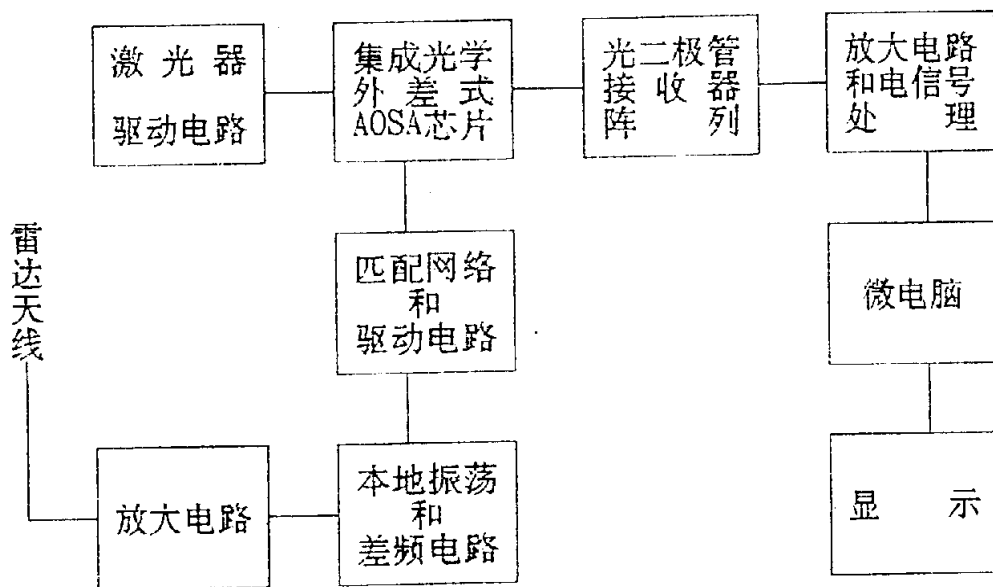 激光器
驱动电路
集成光学
外差式
AOSA芯片
光二极管
接收器
阵列
放大电路
和电信号
处理
雷达天线
匹配网络
和
驱动电路
微电脑
放大电路
本地振荡
和
差频电路
显示